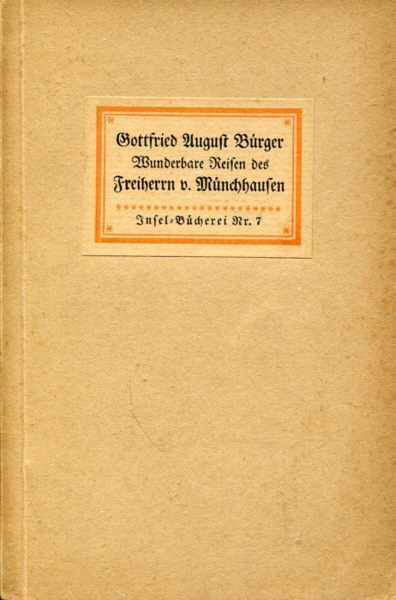 Gottfried August Bürger
Wunderbare Reisen des
Freiherrn v. Münchhausen
Insel-Bücherei Nr. 7